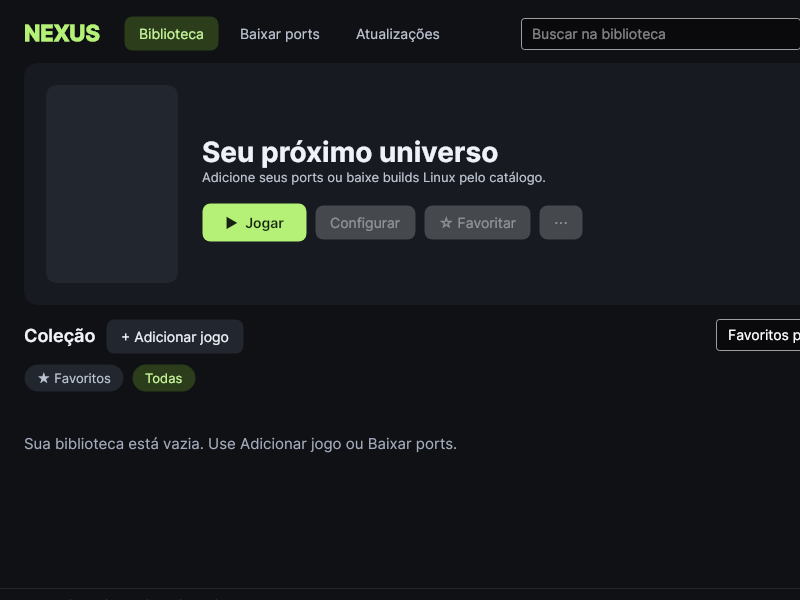 NEXUS Biblioteca Baixar ports Atualizações Buscar na biblioteca
Seu próximo universo
Adicione seus ports ou baixe builds Linux pelo catálogo.
▶ Jogar Configurar ☆ Favoritar ···
Coleção + Adicionar jogo Favoritos p
★ Favoritos Todas
Sua biblioteca está vazia. Use Adicionar jogo ou Baixar ports.